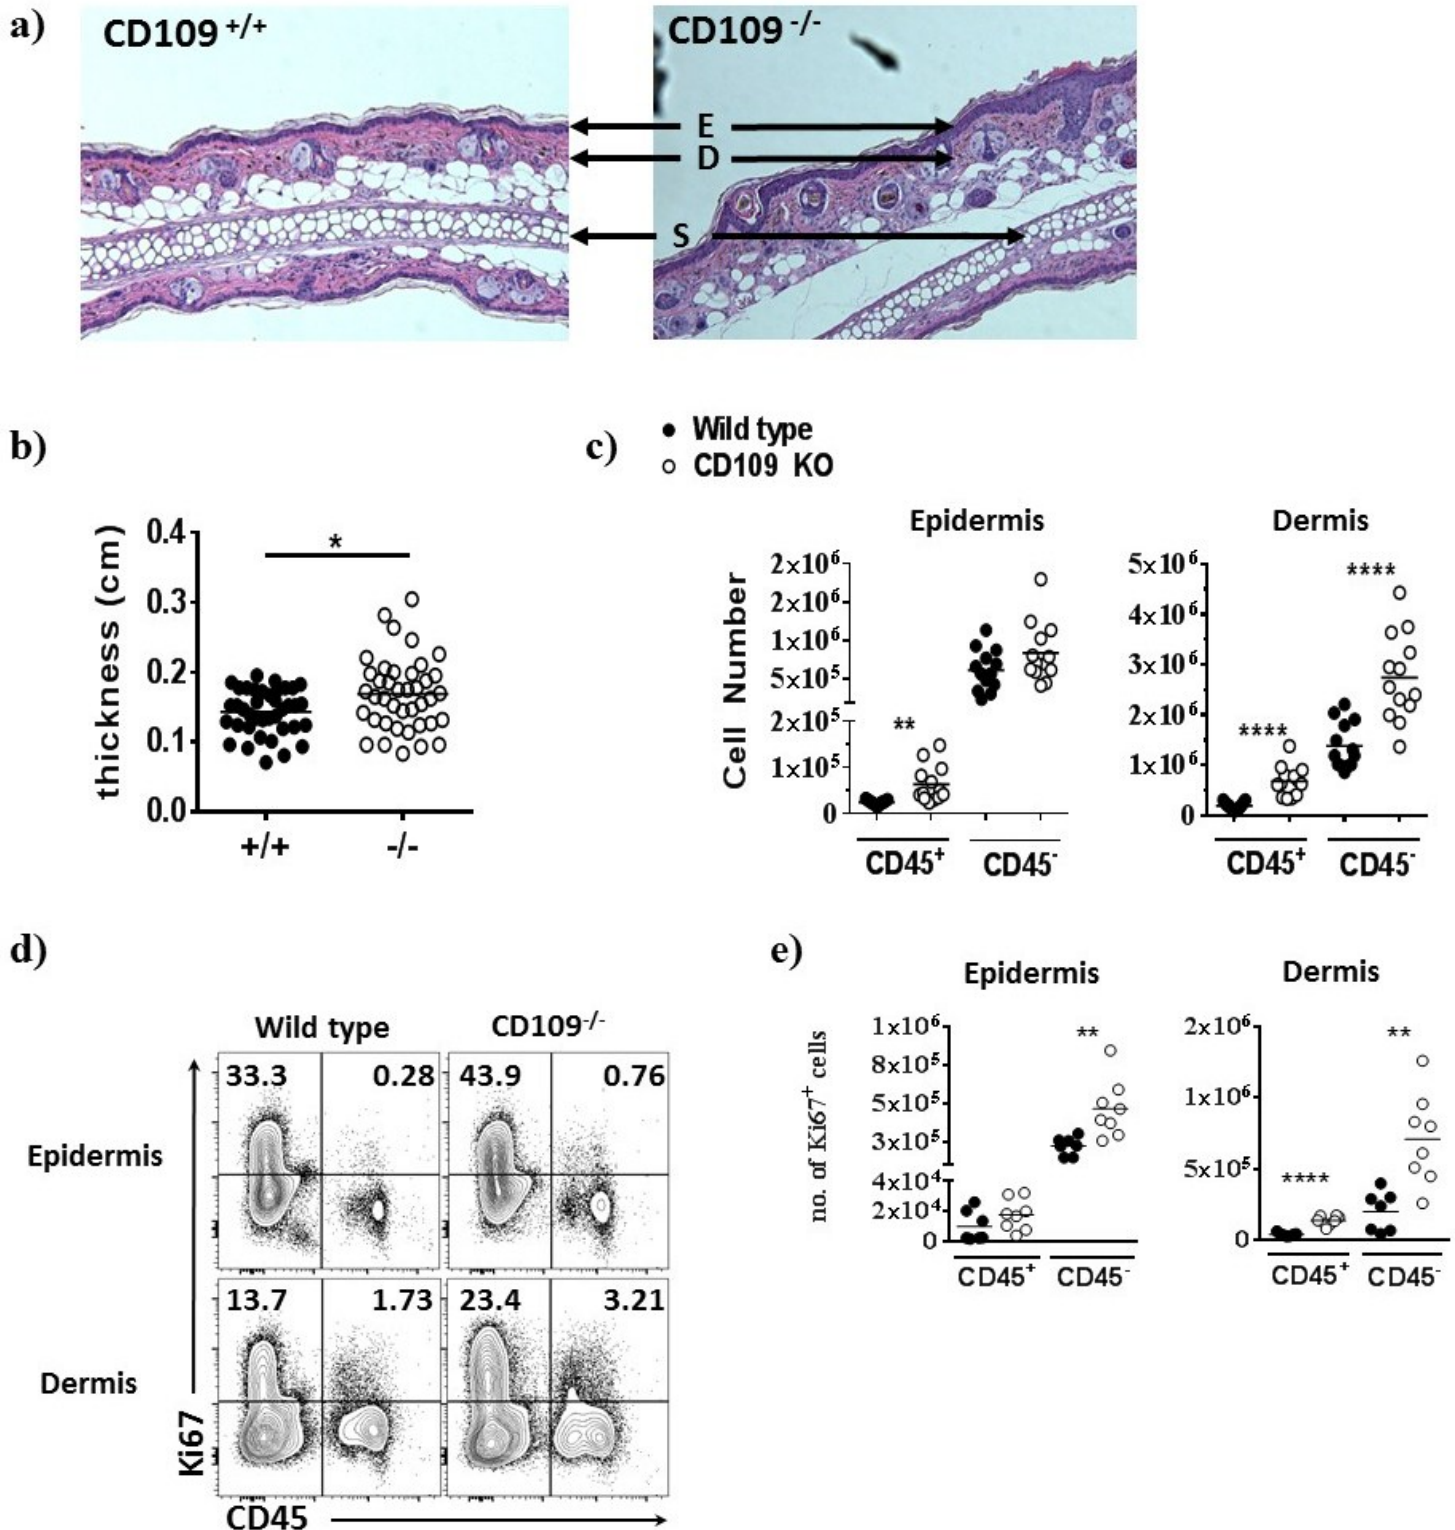 a)
CD109 +/+
CD109 -/-
E
D
S
b)
0.4
0.3
0.2
0.1
0.0
thickness (cm)
*
+/+
-/-
c)
● Wild type
○ CD109 KO
Epidermis
Dermis
Cell Number
2x10⁶
2x10⁶
1x10⁶
5x10⁵
2x10⁵
1x10⁵
0
**
CD45⁺
CD45⁻
5x10⁶
4x10⁶
3x10⁶
2x10⁶
1x10⁶
0
****
****
CD45⁺
CD45⁻
d)
Wild type
CD109⁻/⁻
33.3
0.28
43.9
0.76
Epidermis
13.7
1.73
23.4
3.21
Dermis
Ki67
CD45
e)
Epidermis
Dermis
no. of Ki67⁺ cells
1x10⁶
8x10⁵
5x10⁵
3x10⁵
4x10⁴
2x10⁴
0
**
CD45⁺
CD45⁻
2x10⁶
1x10⁶
5x10⁵
0
****
**
CD45⁺
CD45⁻